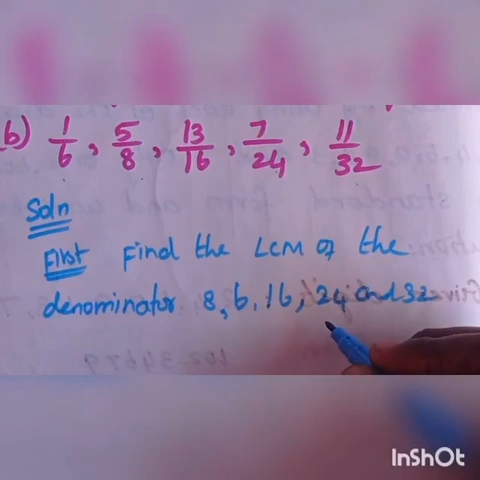 b) 1/6, 5/8, 13/16, 7/24, 11/32
Soln
First Find the LCM of the
denominator 8, 6, 16, 24 and 32
InShOt